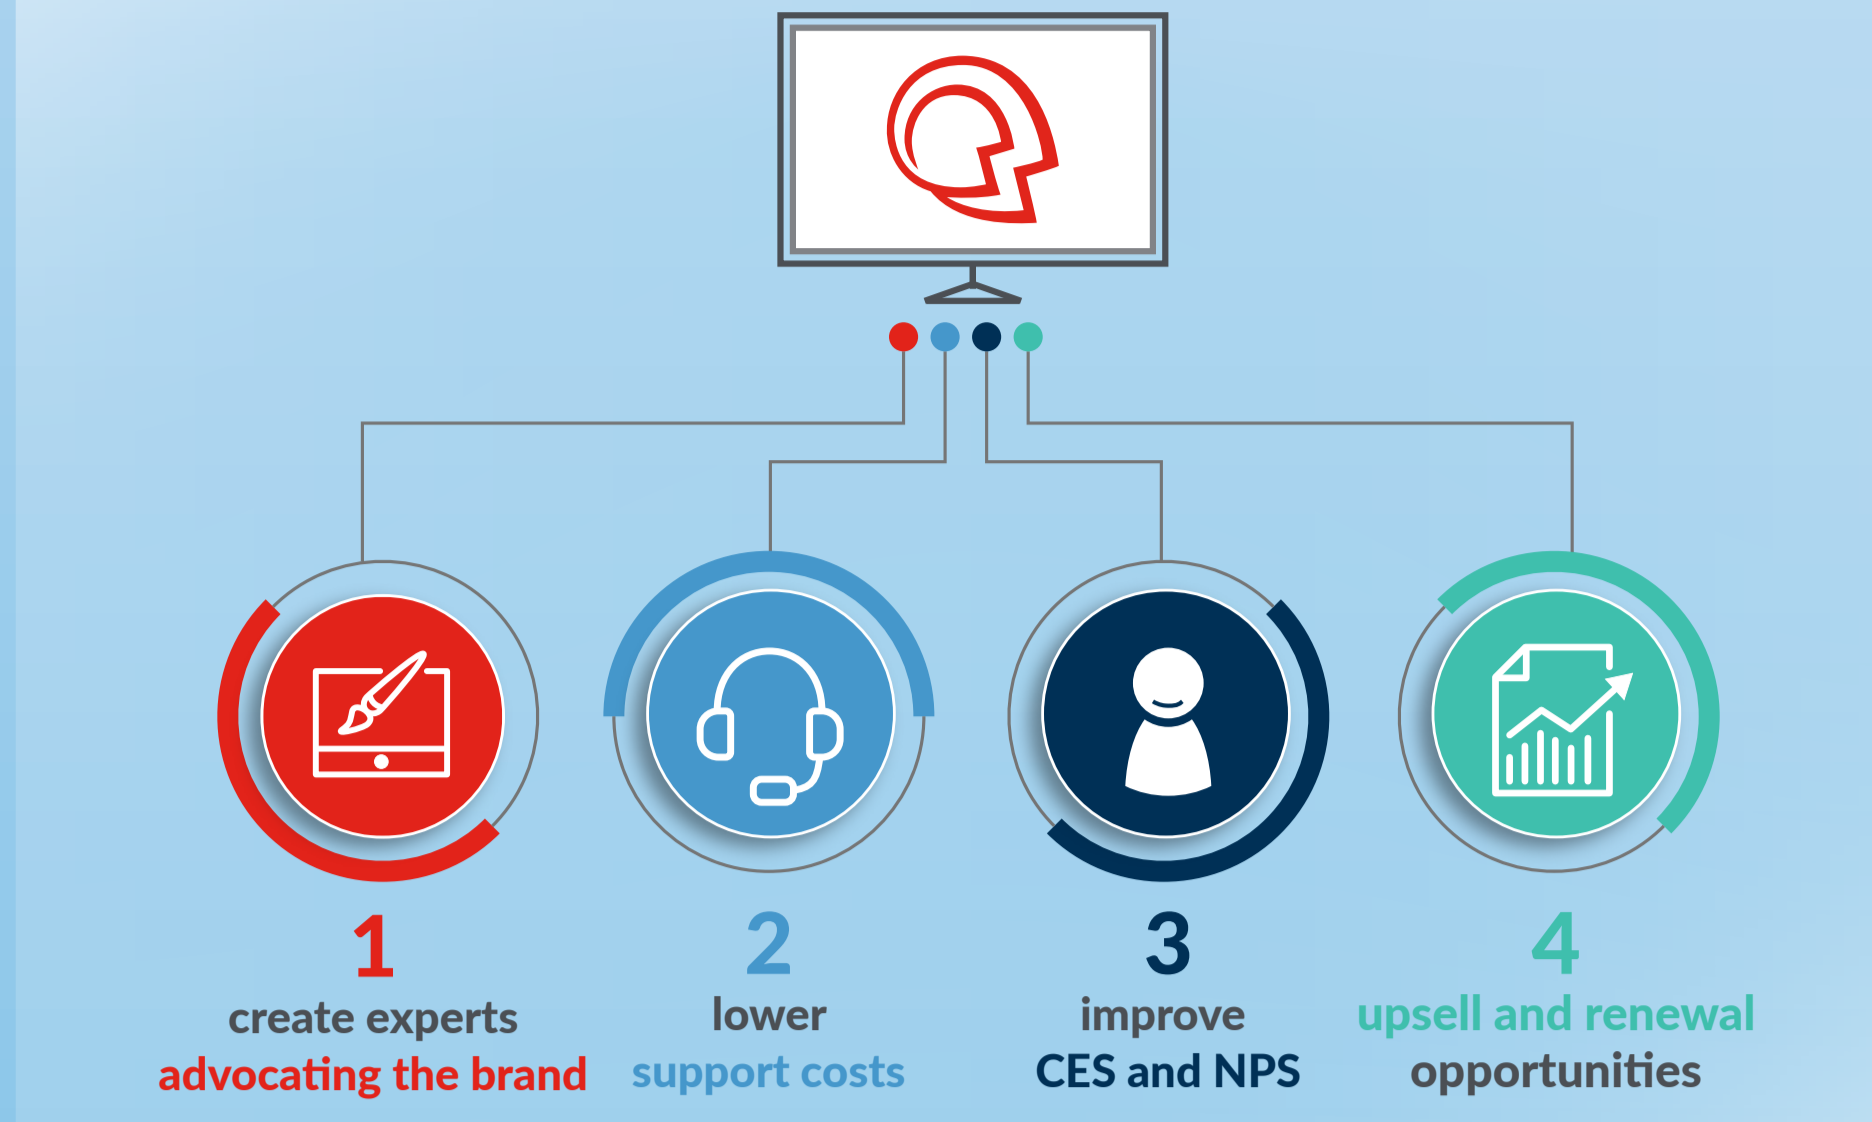 1
create experts
advocating the brand
2
lower
support costs
3
improve
CES and NPS
4
upsell and renewal
opportunities